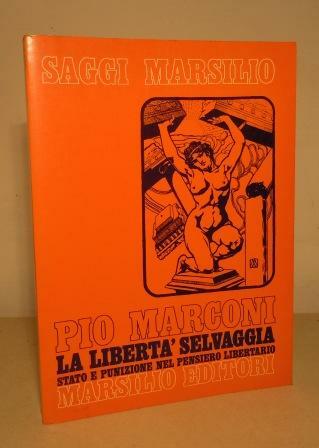 SAGGI MARSILIO
PIO MARCONI
LA LIBERTA' SELVAGGIA
STATO E PUNIZIONE NEL PENSIERO LIBERTARIO
MARSILIO EDITORI